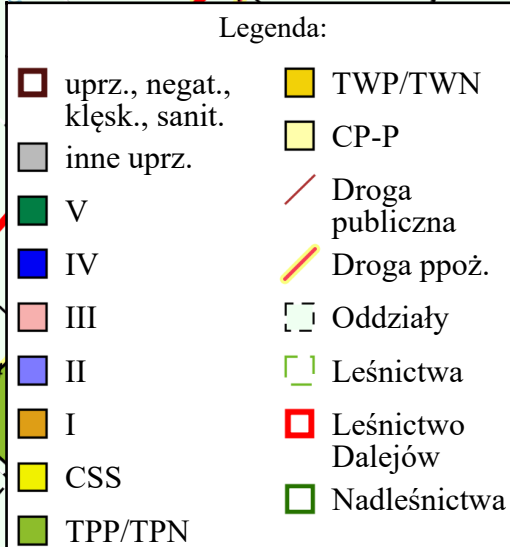 Legenda:
uprz., negat.,
klęsk., sanit.
inne uprz.
V
IV
III
II
I
CSS
TPP/TPN
TWP/TWN
CP-P
Droga
publiczna
Droga ppoż.
Oddziały
Leśnictwa
Leśnictwo
Dalejów
Nadleśnictwa